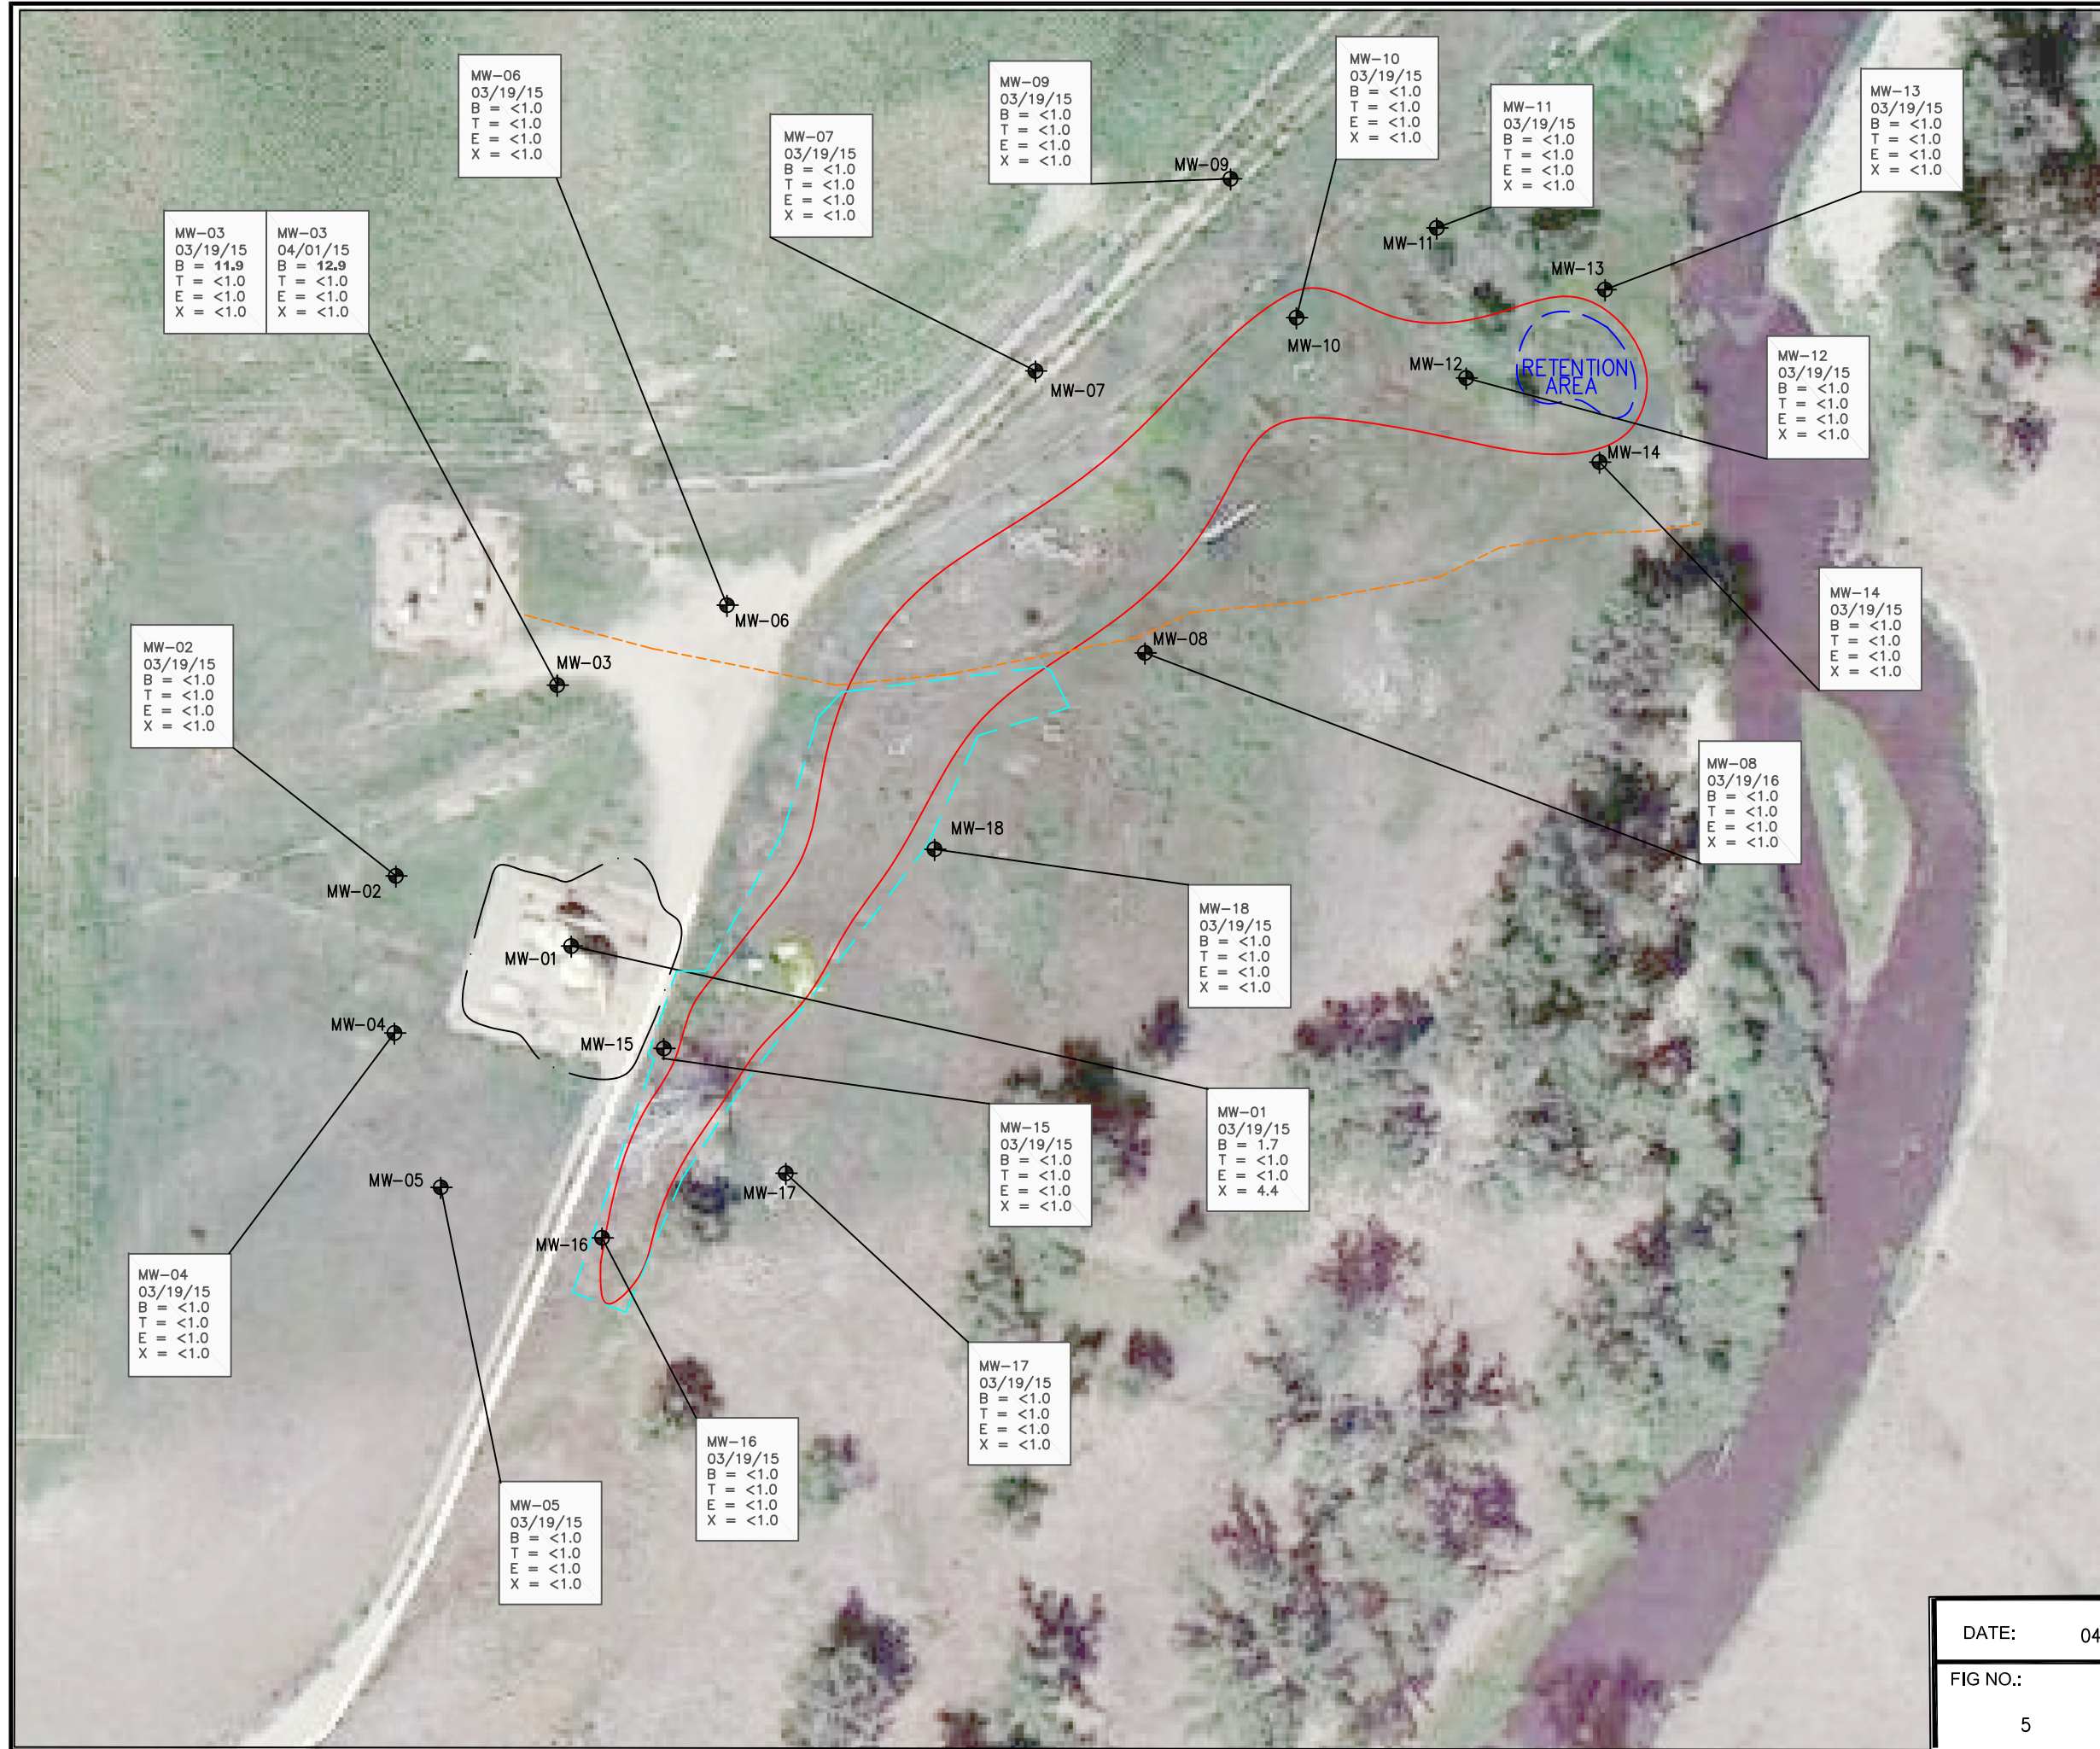 MW-06
03/19/15
B = <1.0
T = <1.0
E = <1.0
X = <1.0
MW-07
03/19/15
B = <1.0
T = <1.0
E = <1.0
X = <1.0
MW-09
03/19/15
B = <1.0
T = <1.0
E = <1.0
X = <1.0
MW-10
03/19/15
B = <1.0
T = <1.0
E = <1.0
X = <1.0
MW-11
03/19/15
B = <1.0
T = <1.0
E = <1.0
X = <1.0
MW-13
03/19/15
B = <1.0
T = <1.0
E = <1.0
X = <1.0
MW-03
03/19/15
B = 11.9
T = <1.0
E = <1.0
X = <1.0
MW-03
04/01/15
B = 12.9
T = <1.0
E = <1.0
X = <1.0
MW-09
MW-11
MW-13
MW-10
MW-07
MW-12
RETENTION
AREA
MW-12
03/19/15
B = <1.0
T = <1.0
E = <1.0
X = <1.0
MW-14
MW-14
03/19/15
B = <1.0
T = <1.0
E = <1.0
X = <1.0
MW-06
MW-08
MW-03
MW-02
03/19/15
B = <1.0
T = <1.0
E = <1.0
X = <1.0
MW-08
03/19/16
B = <1.0
T = <1.0
E = <1.0
X = <1.0
MW-18
MW-02
MW-18
03/19/15
B = <1.0
T = <1.0
E = <1.0
X = <1.0
MW-01
MW-04
MW-15
MW-01
03/19/15
B = 1.7
T = <1.0
E = <1.0
X = 4.4
MW-15
03/19/15
B = <1.0
T = <1.0
E = <1.0
X = <1.0
MW-05
MW-17
MW-16
MW-04
03/19/15
B = <1.0
T = <1.0
E = <1.0
X = <1.0
MW-17
03/19/15
B = <1.0
T = <1.0
E = <1.0
X = <1.0
MW-16
03/19/15
B = <1.0
T = <1.0
E = <1.0
X = <1.0
MW-05
03/19/15
B = <1.0
T = <1.0
E = <1.0
X = <1.0
DATE: 04
FIG NO.:
5